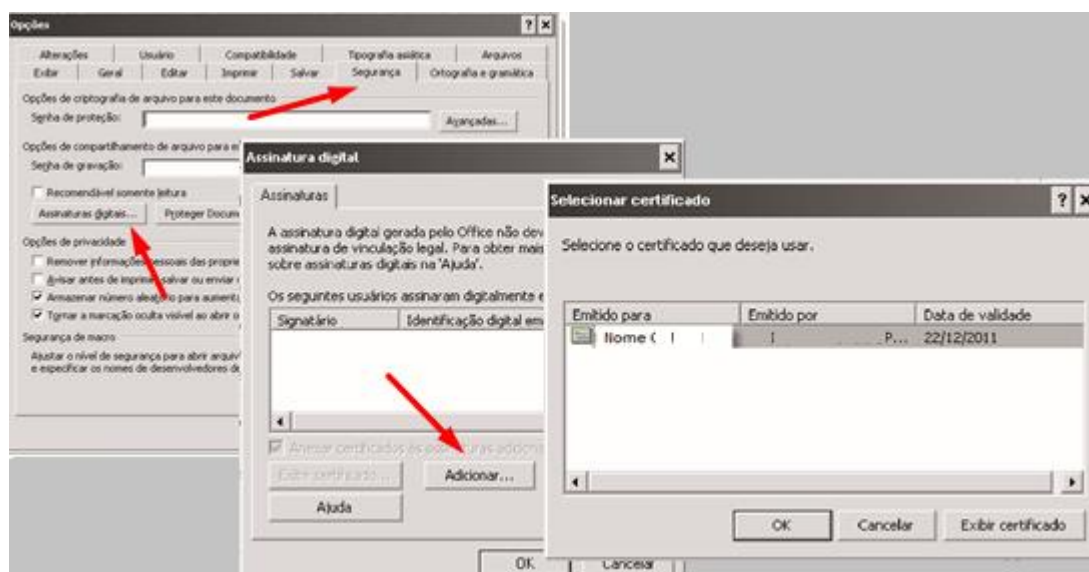 Opções
Alterações Usuário Compatibilidade Tipografia asiática Arquivos
Exibir Geral Editar Imprimir Salvar Segurança Ortografia e gramática
Opções de criptografia de arquivo para este documento
Senha de proteção: Avançadas...
Opções de compartilhamento de arquivo para e
Senha de gravação:
Recomendável somente leitura
Assinaturas digitais... Proteger Docum
Opções de privacidade
Remover informações pessoais das proprie
Avisar antes de imprimir, salvar ou enviar
Armazenar número aleatório para aumenta
Tornar a marcação oculta visível ao abrir o
Segurança de macro
Ajustar o nível de segurança para abrir arquiv
e especificar os nomes de desenvolvedores de
Assinatura digital
Assinaturas
A assinatura digital gerada pelo Office não dev
assinatura de vinculação legal. Para obter mais
sobre assinaturas digitais na 'Ajuda'.
Os seguintes usuários assinaram digitalmente e
Signatário Identificação digital em
Anexar certificados às assinaturas adicion
Exibir certificado...
Adicionar...
Ajuda
OK Cancelar
Selecionar certificado
Selecione o certificado que deseja usar.
Emitido para Emitido por Data de validade
Nome P... 22/12/2011
OK Cancelar Exibir certificado